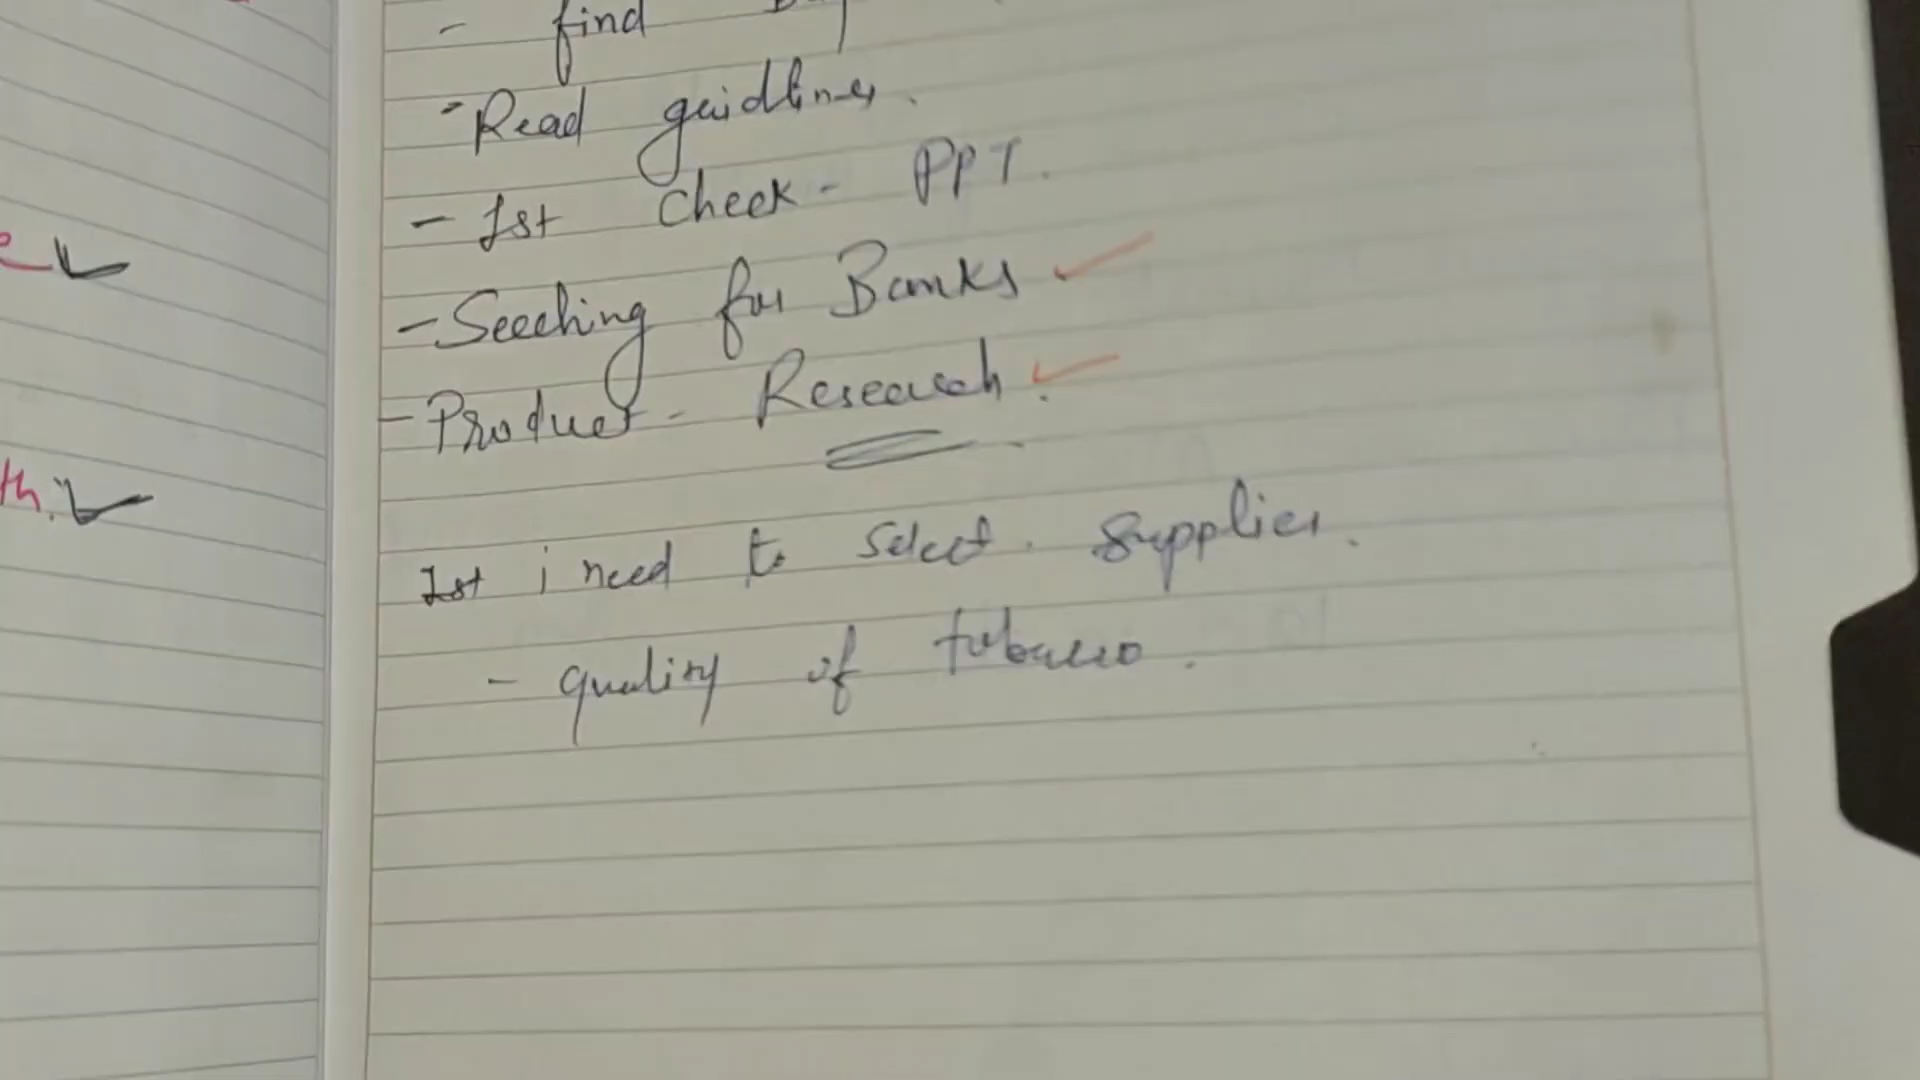 - find
- Read guidlines.
- 1st Check - PPT.
- Seeching for Banks ✓
- Product - Research. ✓
1st i need to select. supplier.
- quality of tobacco.
th.